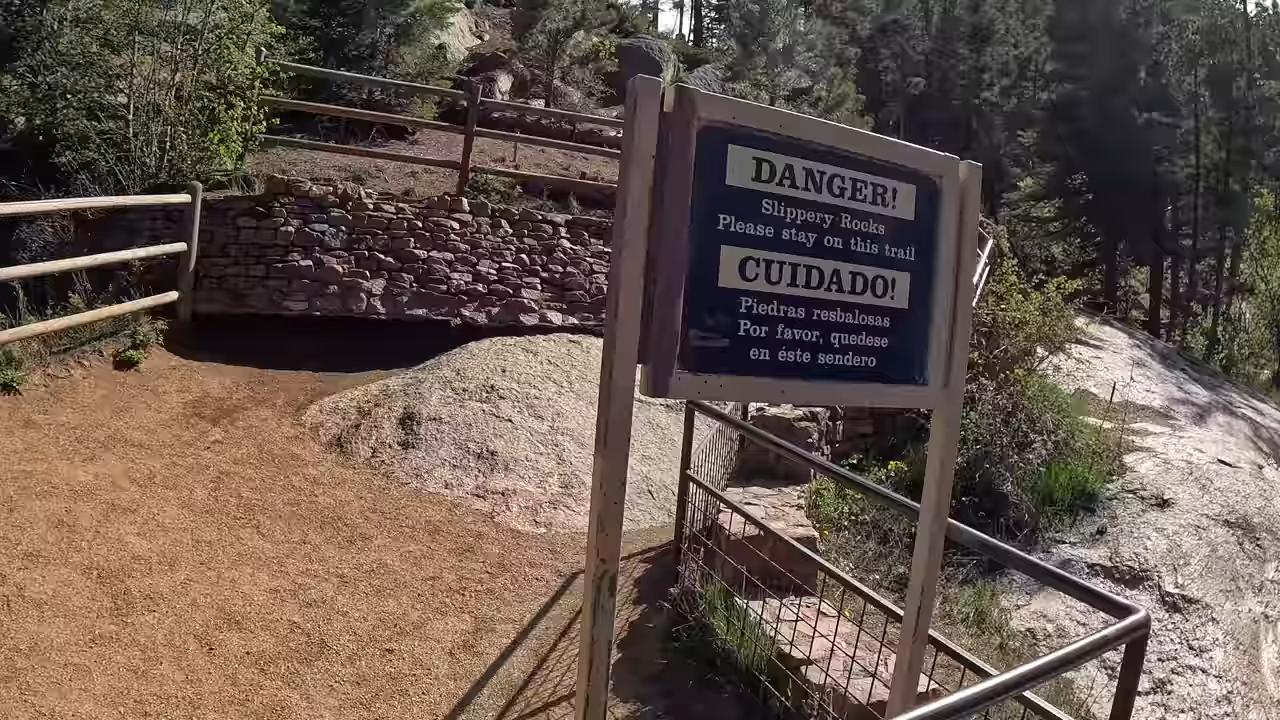 DANGER!
Slippery Rocks
Please stay on this trail
CUIDADO!
Piedras resbalosas
Por favor, quedese
en éste sendero